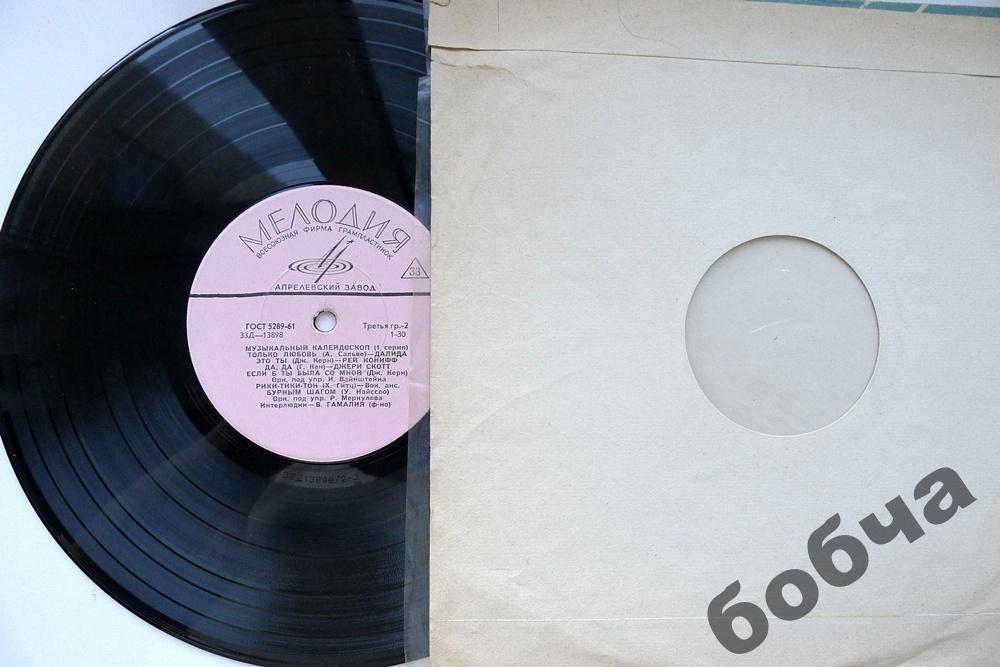 МЕЛОДИЯ
ВСЕСОЮЗНАЯ ФИРМА ГРАМПЛАСТИНОК
33
АПРЕЛЕВСКИЙ ЗАВОД
ГОСТ 5289-61 Третья гр.-2
33Д—13898 1-30
МУЗЫКАЛЬНЫЙ КАЛЕЙДОСКОП (1 серия)
ТОЛЬКО ЛЮБОВЬ (А. Сальве)—ДАЛИДА
ЭТО ТЫ (Дж. Керн)—РЕЙ КОНИФФ
ДА, ДА (Г. Кен)—ДЖЕРИ СКОТТ
ЕСЛИ Б ТЫ БЫЛА СО МНОЙ (Дж. Керн)
Орк. под упр. И. Вайнштейна
РИКИ-ТИКИ-ТОН (Х. Гитц)—Вок. анс.
БУРНЫМ ШАГОМ (У. Найссоо)
Орк. под упр. Р. Меркулова
Интерлюдии—В. ГАМАЛИЯ (ф-но)
бобча